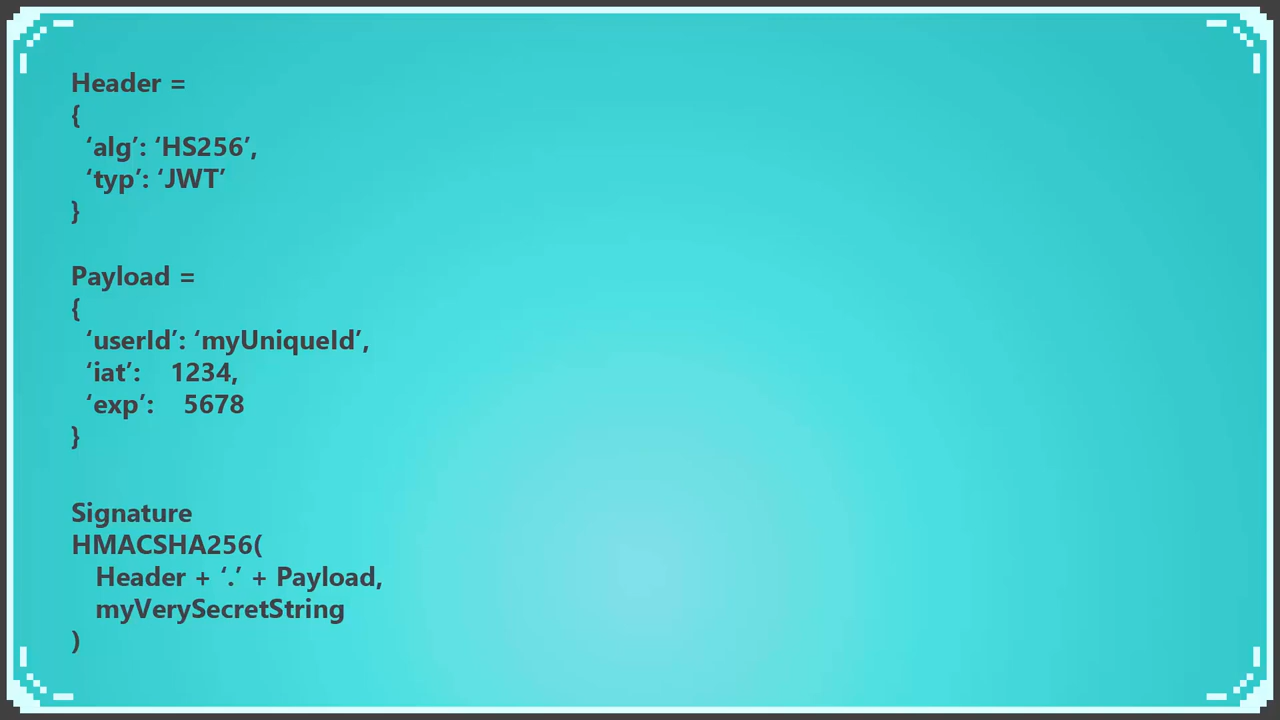 Header =
{
‘alg’: ‘HS256’,
‘typ’: ‘JWT’
}
Payload =
{
‘userId’: ‘myUniqueId’,
‘iat’: 1234,
‘exp’: 5678
}
Signature
HMACSHA256(
Header + ‘.’ + Payload,
myVerySecretString
)